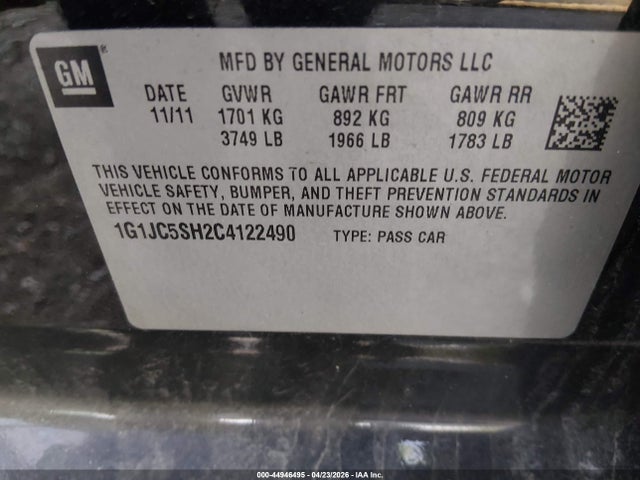 GM®
MFD BY GENERAL MOTORS LLC
DATE GVWR GAWR FRT GAWR RR
11/11 1701 KG 892 KG 809 KG
3749 LB 1966 LB 1783 LB
THIS VEHICLE CONFORMS TO ALL APPLICABLE U.S. FEDERAL MOTOR
VEHICLE SAFETY, BUMPER, AND THEFT PREVENTION STANDARDS IN
EFFECT ON THE DATE OF MANUFACTURE SHOWN ABOVE.
1G1JC5SH2C4122490 TYPE: PASS CAR
000-44946495 04/23/2026 © IAA Inc.